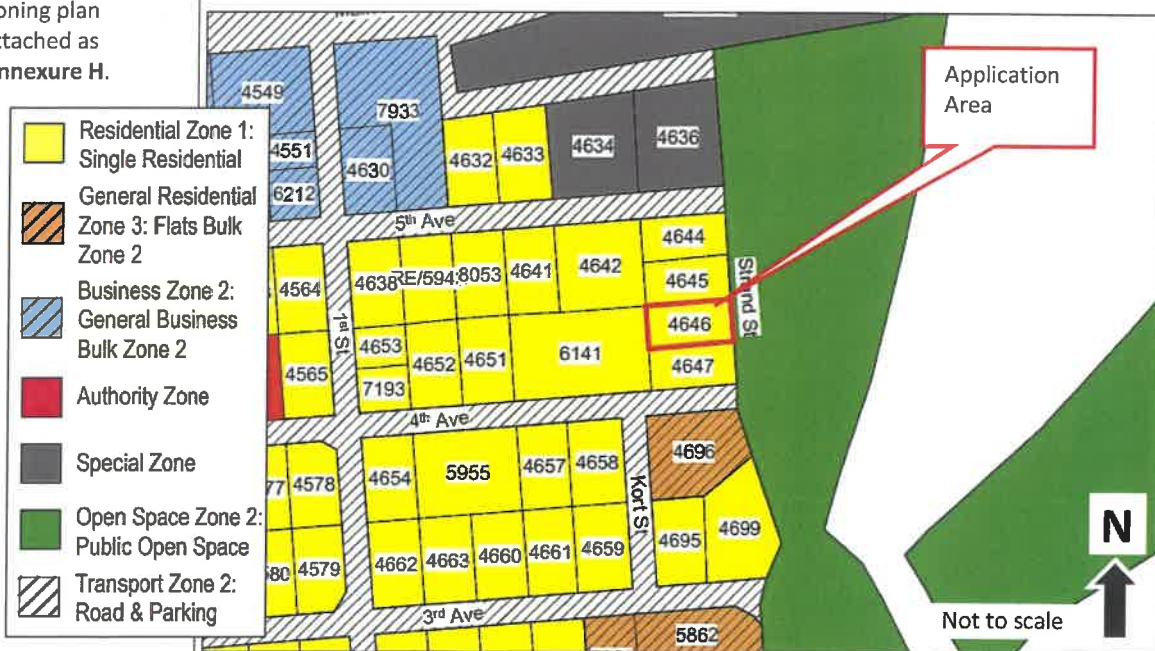 oning plan
ttached as
nnexure H.
Residential Zone 1:
Single Residential
General Residential
Zone 3: Flats Bulk
Zone 2
Business Zone 2:
General Business
Bulk Zone 2
Authority Zone
Special Zone
Open Space Zone 2:
Public Open Space
Transport Zone 2:
Road & Parking
Application
Area
4549
7933
4551
4630
6212
4632
4633
4634
4636
5th Ave
4564
4638
RE/594
8053
4641
4642
4644
4645
4646
4647
Strand St
1st St
4565
4653
7193
4652
4651
6141
4th Ave
77
4578
4654
5955
4657
4658
Kort St
4696
4699
4695
80
4579
4662
4663
4660
4661
4659
3rd Ave
5862
N
Not to scale